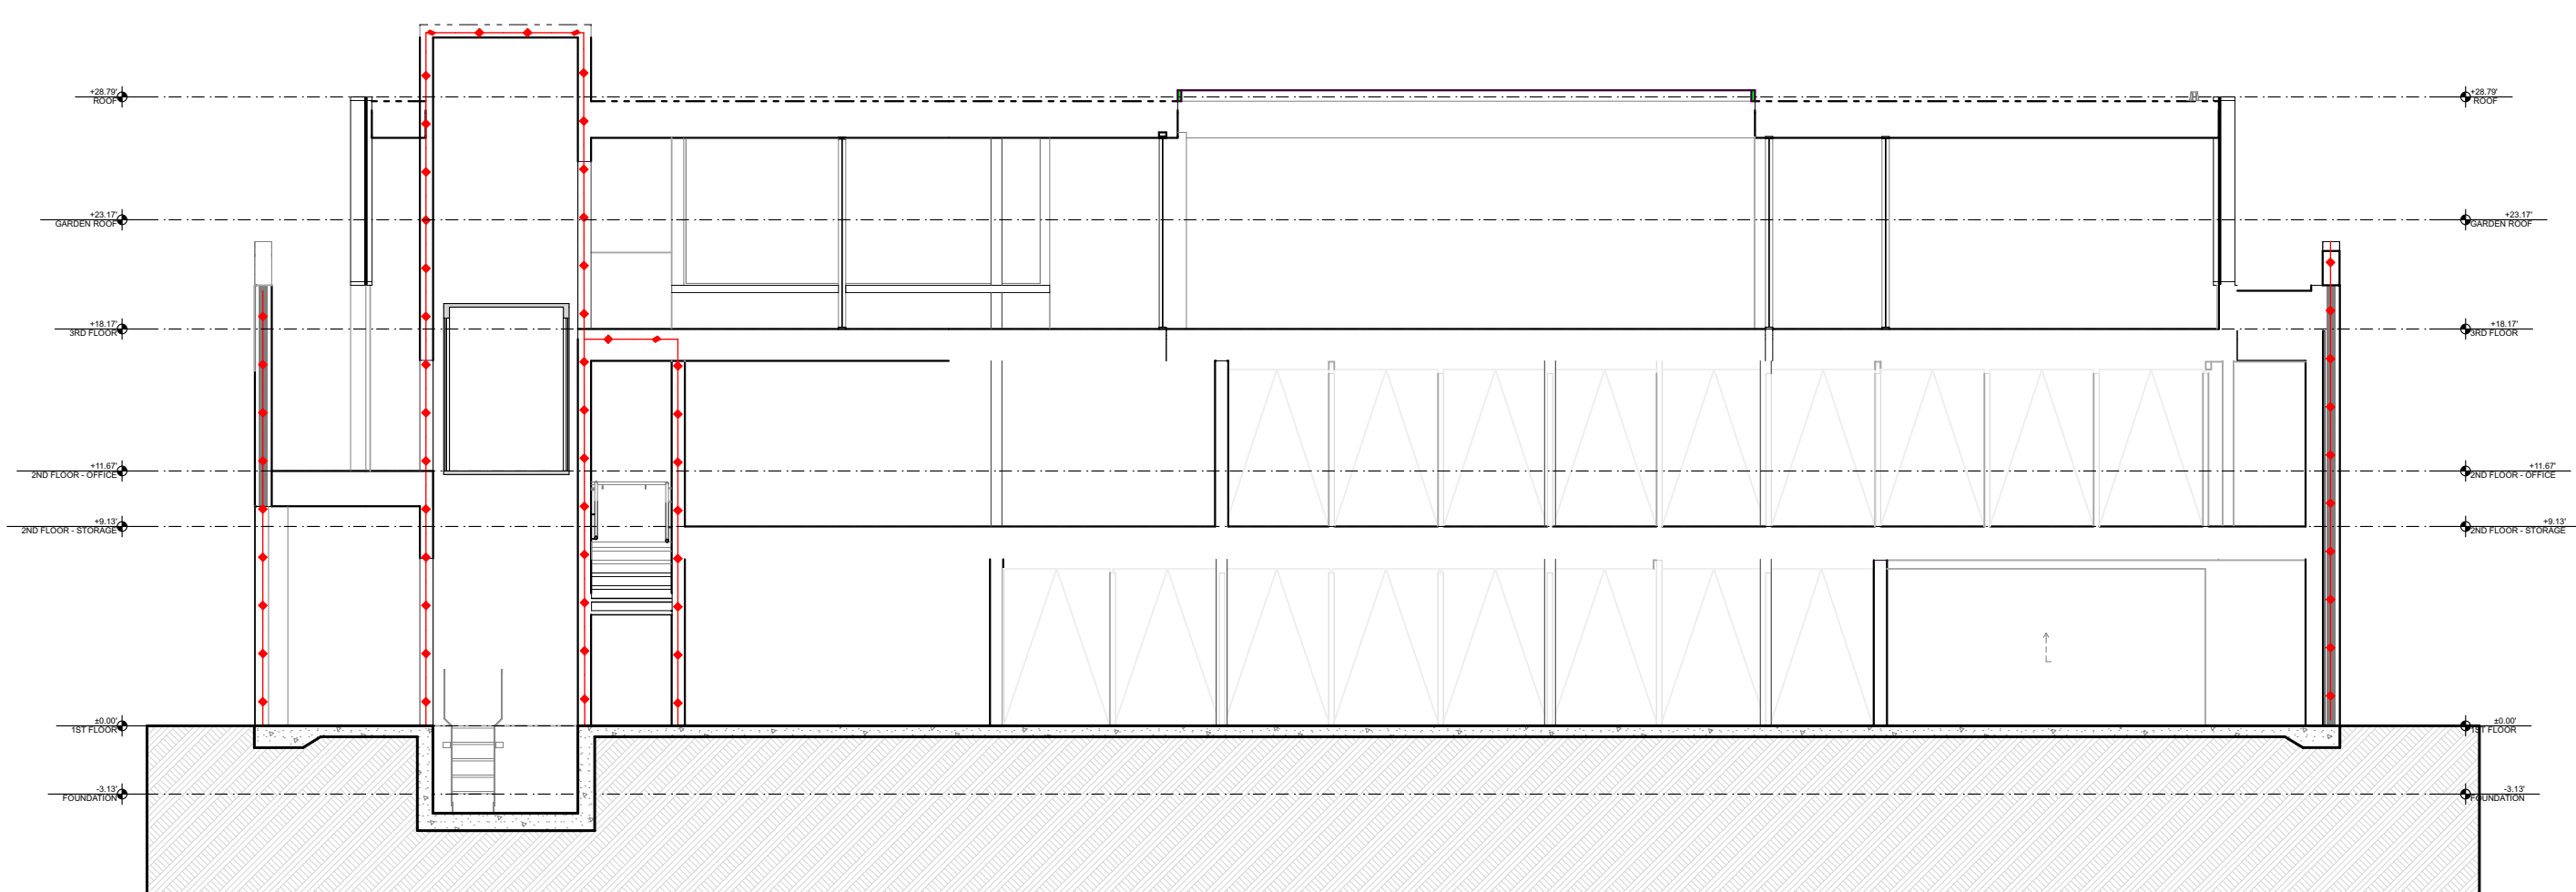 +28.79'
ROOF
+28.79'
ROOF
+23.17'
GARDEN ROOF
+23.17'
GARDEN ROOF
+18.17'
3RD FLOOR
+18.17'
3RD FLOOR
+11.67'
2ND FLOOR - OFFICE
+11.67'
2ND FLOOR - OFFICE
+9.13'
2ND FLOOR - STORAGE
+9.13'
2ND FLOOR - STORAGE
±0.00'
1ST FLOOR
±0.00'
1ST FLOOR
-3.13'
FOUNDATION
-3.13'
FOUNDATION